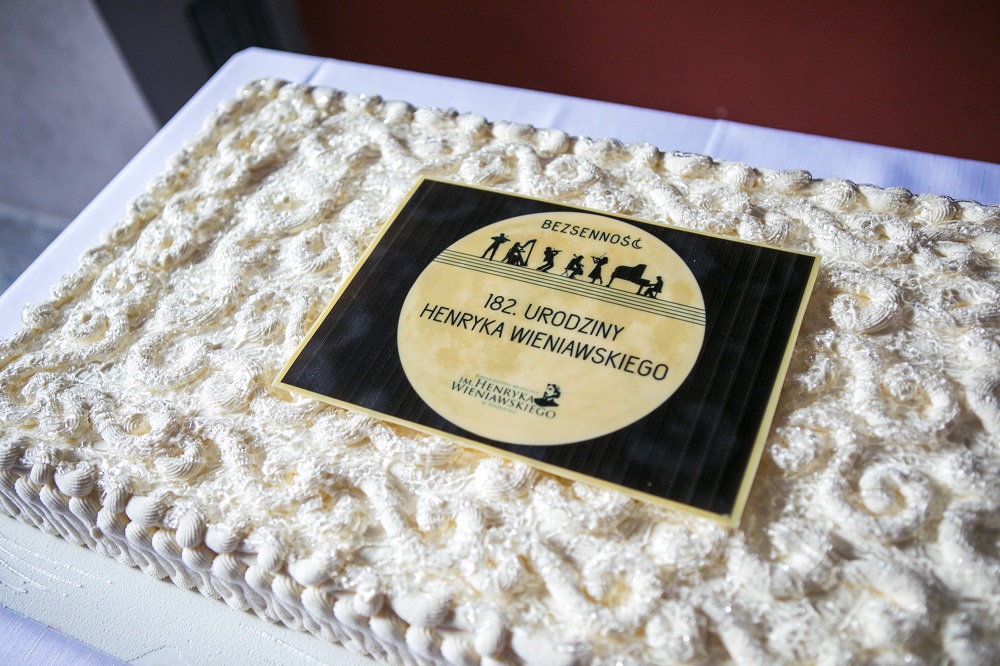 BEZSENNOŚĆ
182. URODZINY
HENRYKA WIENIAWSKIEGO
IM. HENRYKA
WIENIAWSKIEGO